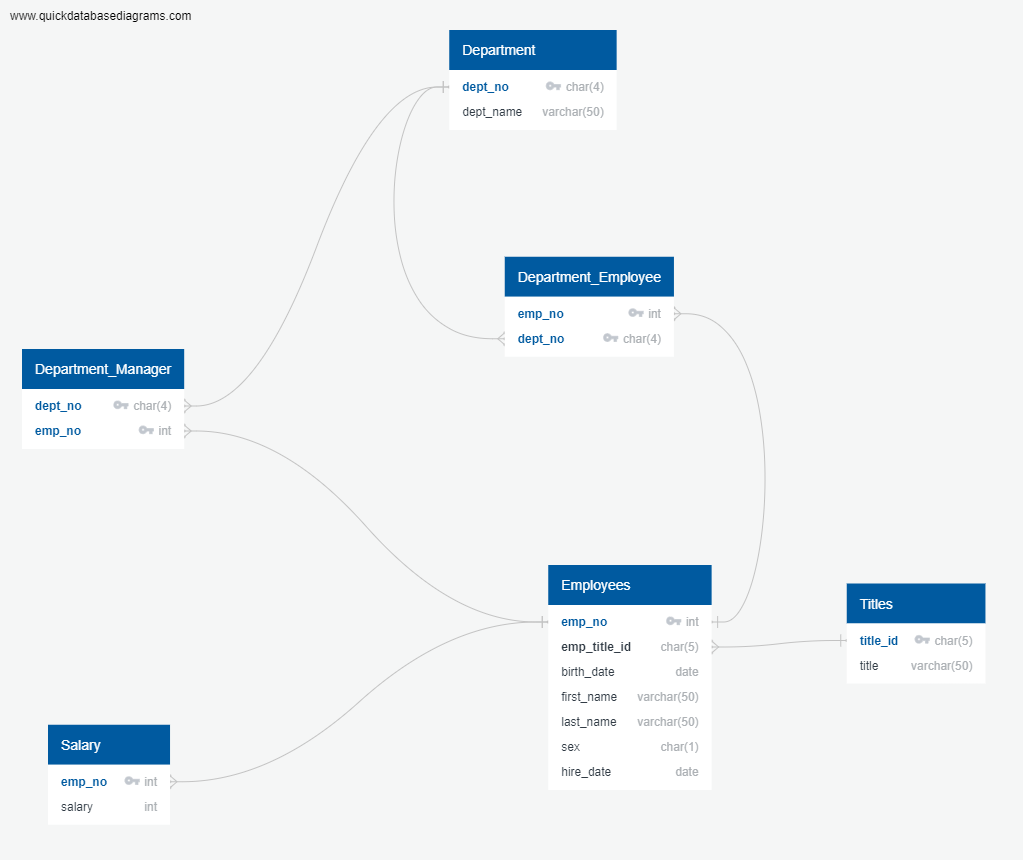 www.quickdatabasediagrams.com
Department
dept_no char(4)
dept_name varchar(50)
Department_Employee
emp_no int
dept_no char(4)
Department_Manager
dept_no char(4)
emp_no int
Employees
emp_no int
emp_title_id char(5)
birth_date date
first_name varchar(50)
last_name varchar(50)
sex char(1)
hire_date date
Titles
title_id char(5)
title varchar(50)
Salary
emp_no int
salary int